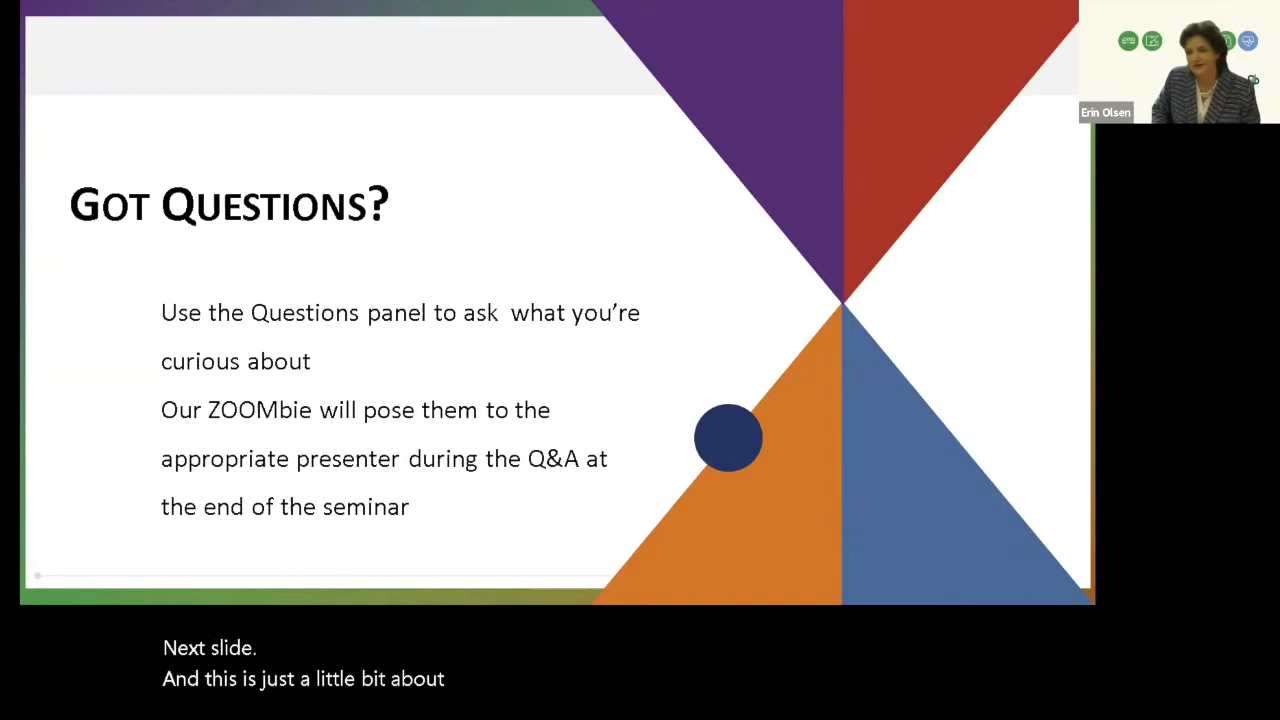 Erin Olsen
GOT QUESTIONS?
Use the Questions panel to ask what you're
curious about
Our ZOOMbie will pose them to the
appropriate presenter during the Q&A at
the end of the seminar
Next slide.
And this is just a little bit about